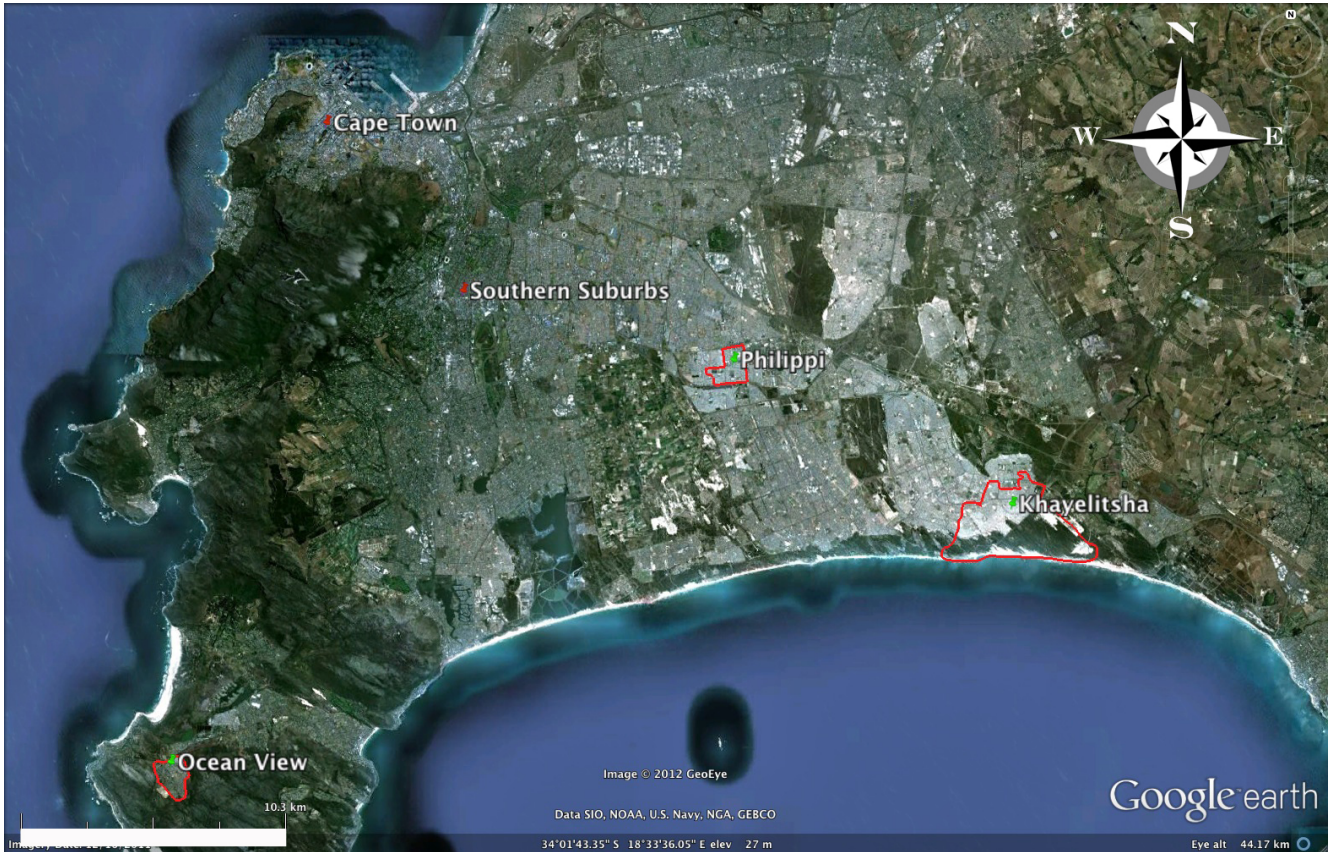 N
N
W
E
S
Cape Town
Southern Suburbs
Philippi
Khayelitsha
Ocean View
10.3 km
Image © 2012 GeoEye
Data SIO, NOAA, U.S. Navy, NGA, GEBCO
Google earth
34°01'43.35" S 18°33'36.05" E elev 27 m
Eye alt 44.17 km